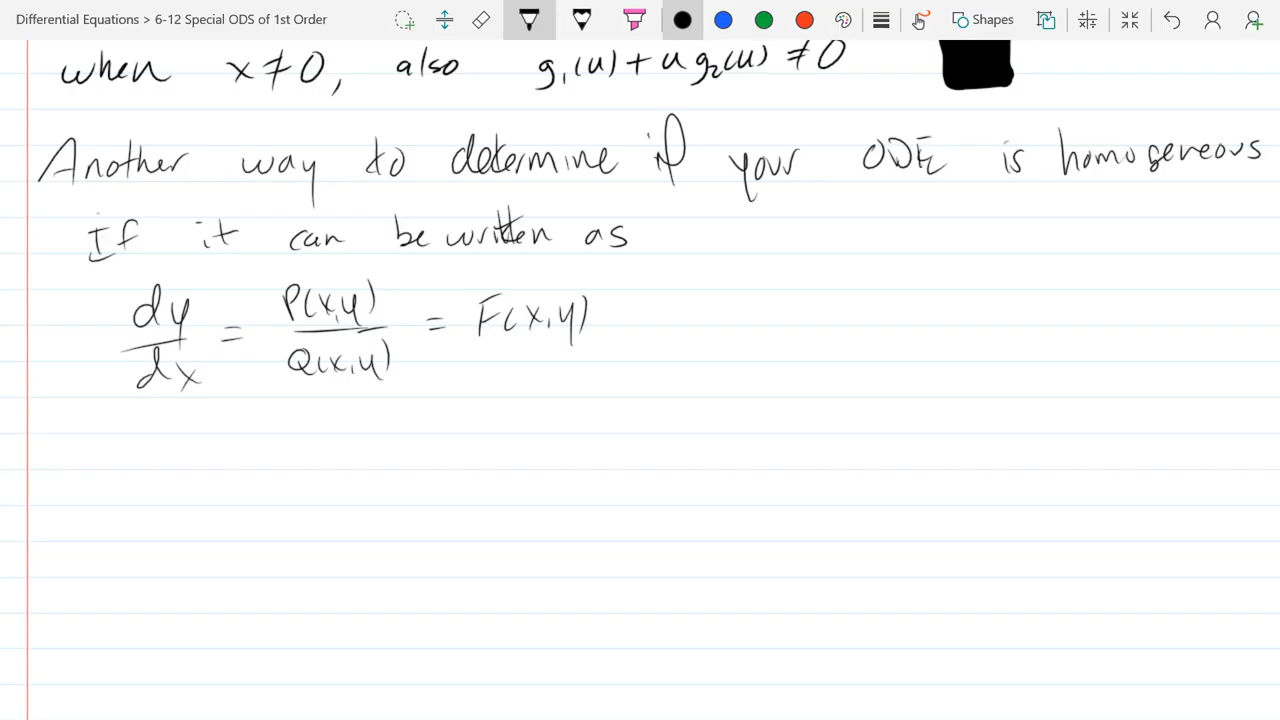 Differential Equations > 6-12 Special ODS of 1st Order
Shapes
when x ≠ 0, also g₁(u) + u g₂(u) ≠ 0
Another way to determine if your ODE is homogeneous
If it can be written as
dy/dx = P(x,y)/Q(x,y) = F(x,y)